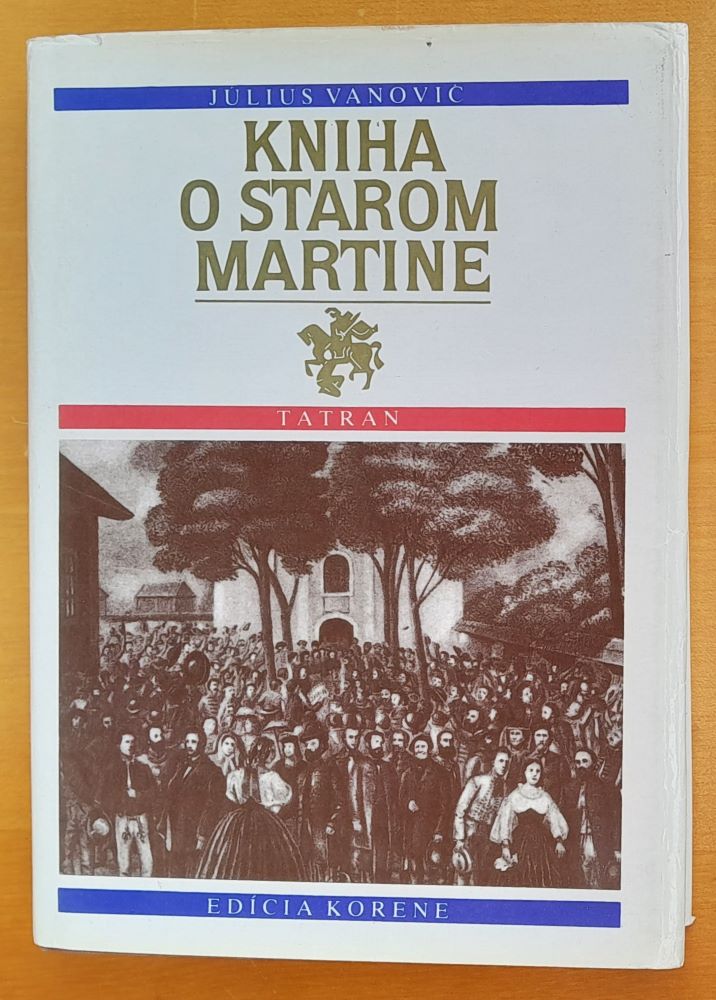 JÚLIUS VANOVIČ
KNIHA
O STAROM
MARTINE
TATRAN
EDÍCIA KORENE